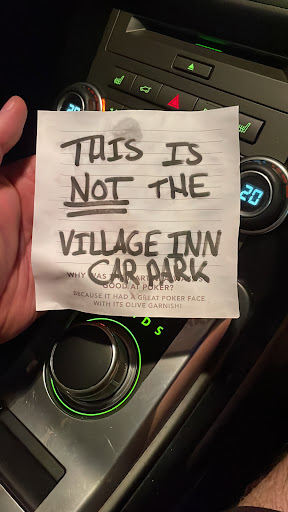 THIS IS
NOT THE
VILLAGE INN
CAR PARK
WHY WAS
GOOD AT POKER?
BECAUSE IT HAD A GREAT POKER FACE
WITH ITS OLIVE GARNISH!
20
20
D S